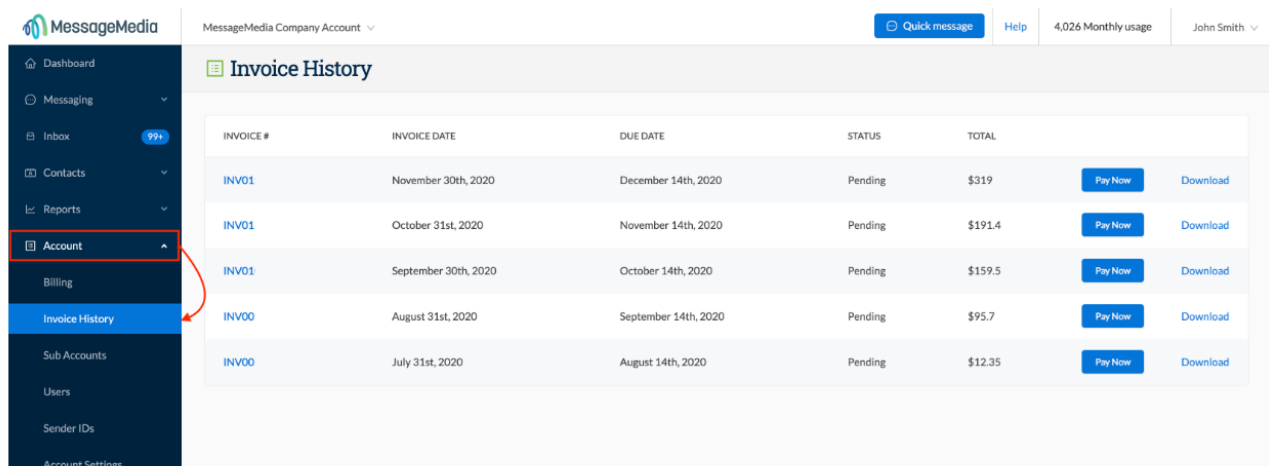 MessageMedia
MessageMedia Company Account
Quick message
Help
4,026 Monthly usage
John Smith
Dashboard
Messaging
Inbox 99+
Contacts
Reports
Account
Billing
Invoice History
Sub Accounts
Users
Sender IDs
Account Settings
Invoice History
INVOICE # INVOICE DATE DUE DATE STATUS TOTAL
INV01 November 30th, 2020 December 14th, 2020 Pending $319 Pay Now Download
INV01 October 31st, 2020 November 14th, 2020 Pending $191.4 Pay Now Download
INV01 September 30th, 2020 October 14th, 2020 Pending $159.5 Pay Now Download
INV00 August 31st, 2020 September 14th, 2020 Pending $95.7 Pay Now Download
INV00 July 31st, 2020 August 14th, 2020 Pending $12.35 Pay Now Download